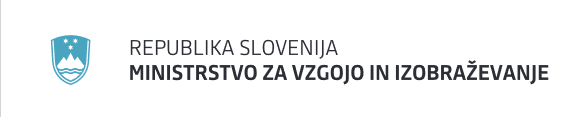 REPUBLIKA SLOVENIJA
MINISTRSTVO ZA VZGOJO IN IZOBRAŽEVANJE